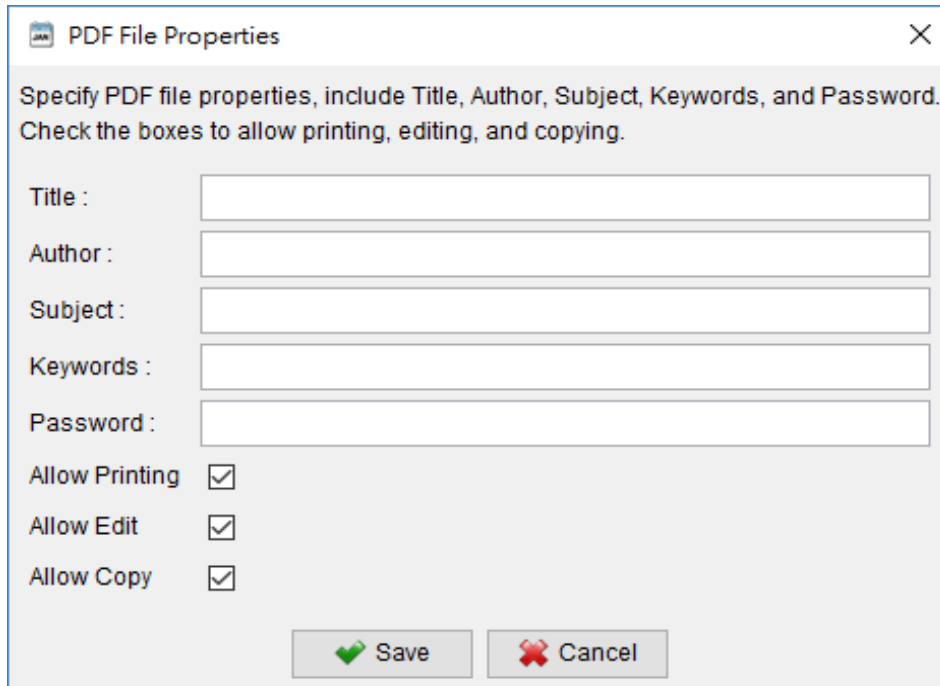 JAN
PDF File Properties
Specify PDF file properties, include Title, Author, Subject, Keywords, and Password.
Check the boxes to allow printing, editing, and copying.
Title :
Author :
Subject :
Keywords :
Password :
Allow Printing
Allow Edit
Allow Copy
Save
Cancel